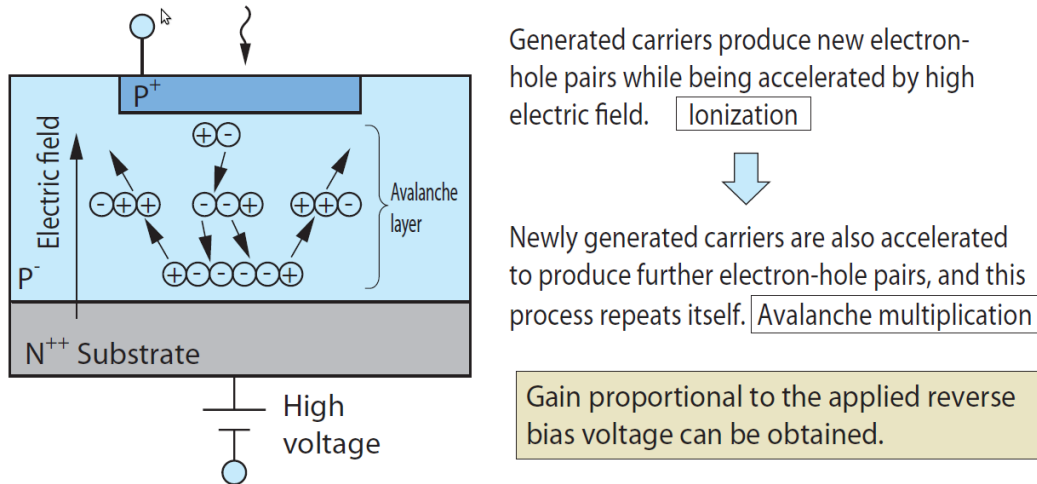 P+
Electric field
Avalanche
layer
P-
N++ Substrate
High
voltage
Generated carriers produce new electron-
hole pairs while being accelerated by high
electric field. Ionization
Newly generated carriers are also accelerated
to produce further electron-hole pairs, and this
process repeats itself. Avalanche multiplication
Gain proportional to the applied reverse
bias voltage can be obtained.